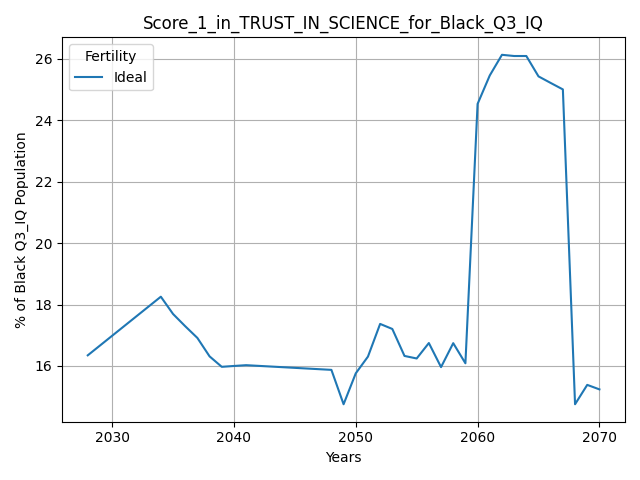 Score_1_in_TRUST_IN_SCIENCE_for_Black_Q3_IQ
Fertility
Ideal
% of Black Q3_IQ Population
26
24
22
20
18
16
2030 2040 2050 2060 2070
Years